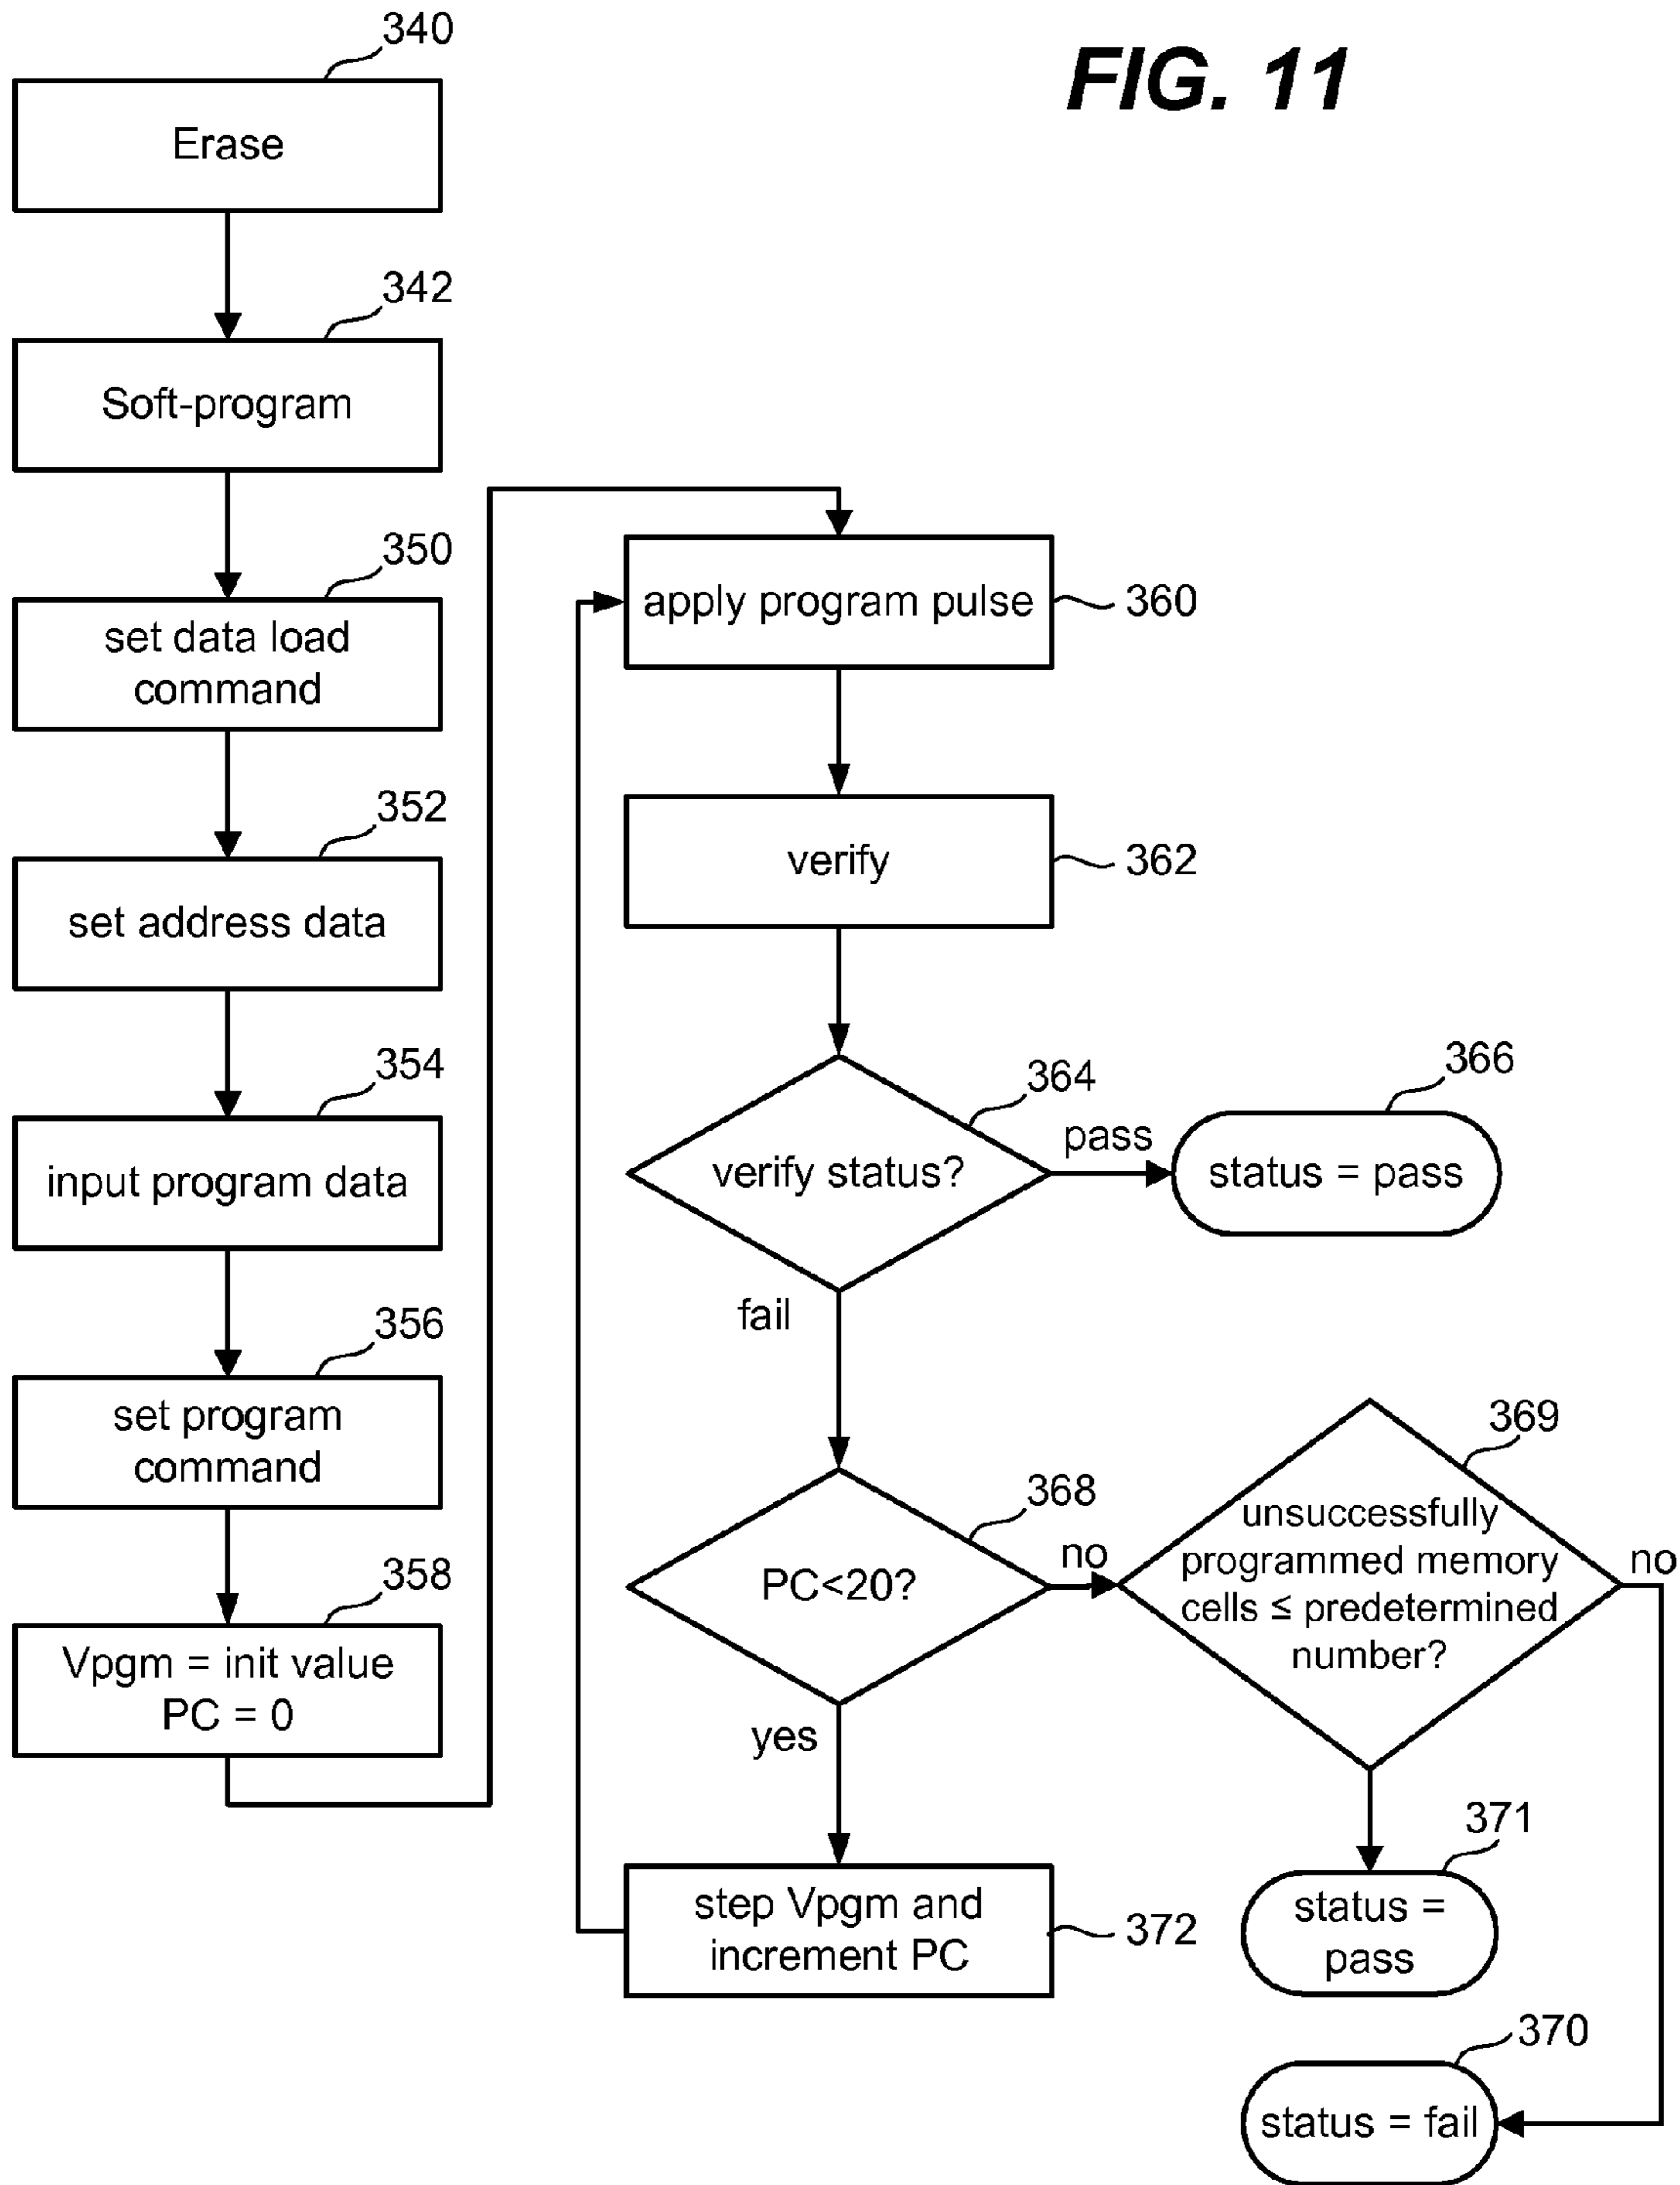 FIG. 11
340
Erase
342
Soft-program
350
set data load
command
352
set address data
354
input program data
356
set program
command
358
Vpgm = init value
PC = 0
apply program pulse
360
verify
362
364
verify status?
pass
366
status = pass
fail
368
PC<20?
no
369
unsuccessfully
programmed memory
cells ≤ predetermined
number?
no
yes
step Vpgm and
increment PC
372
371
status =
pass
370
status = fail